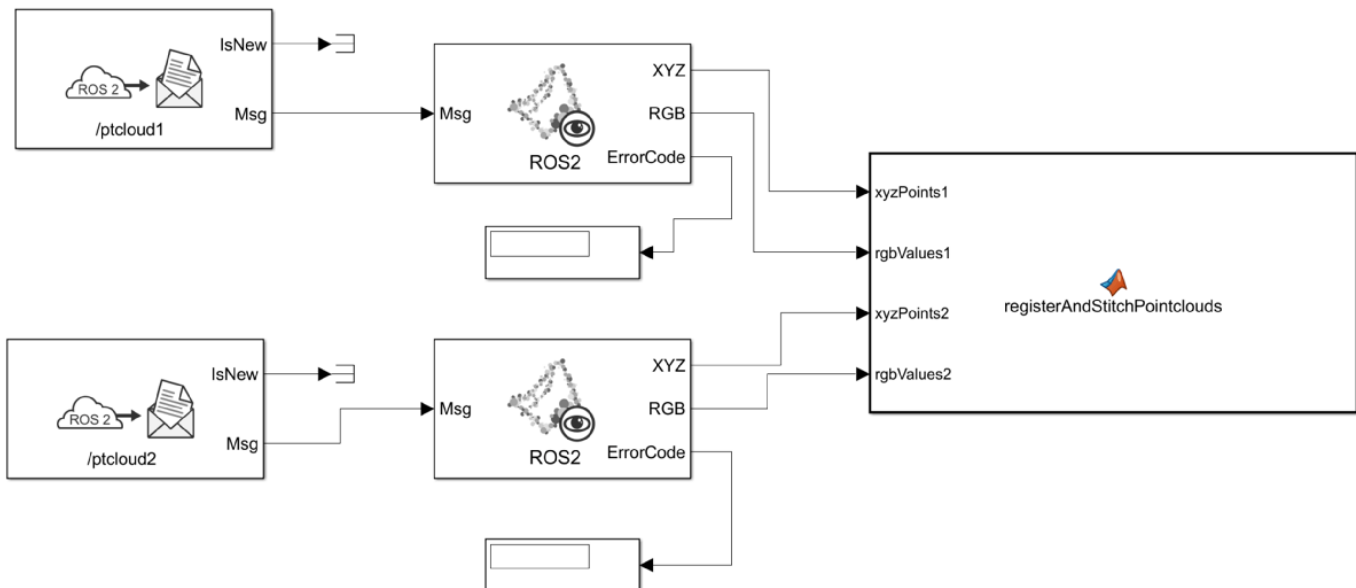 IsNew
ROS 2
Msg
/ptcloud1
Msg
XYZ
RGB
ErrorCode
ROS2
xyzPoints1
rgbValues1
xyzPoints2
rgbValues2
registerAndStitchPointclouds
IsNew
ROS 2
Msg
/ptcloud2
Msg
XYZ
RGB
ErrorCode
ROS2